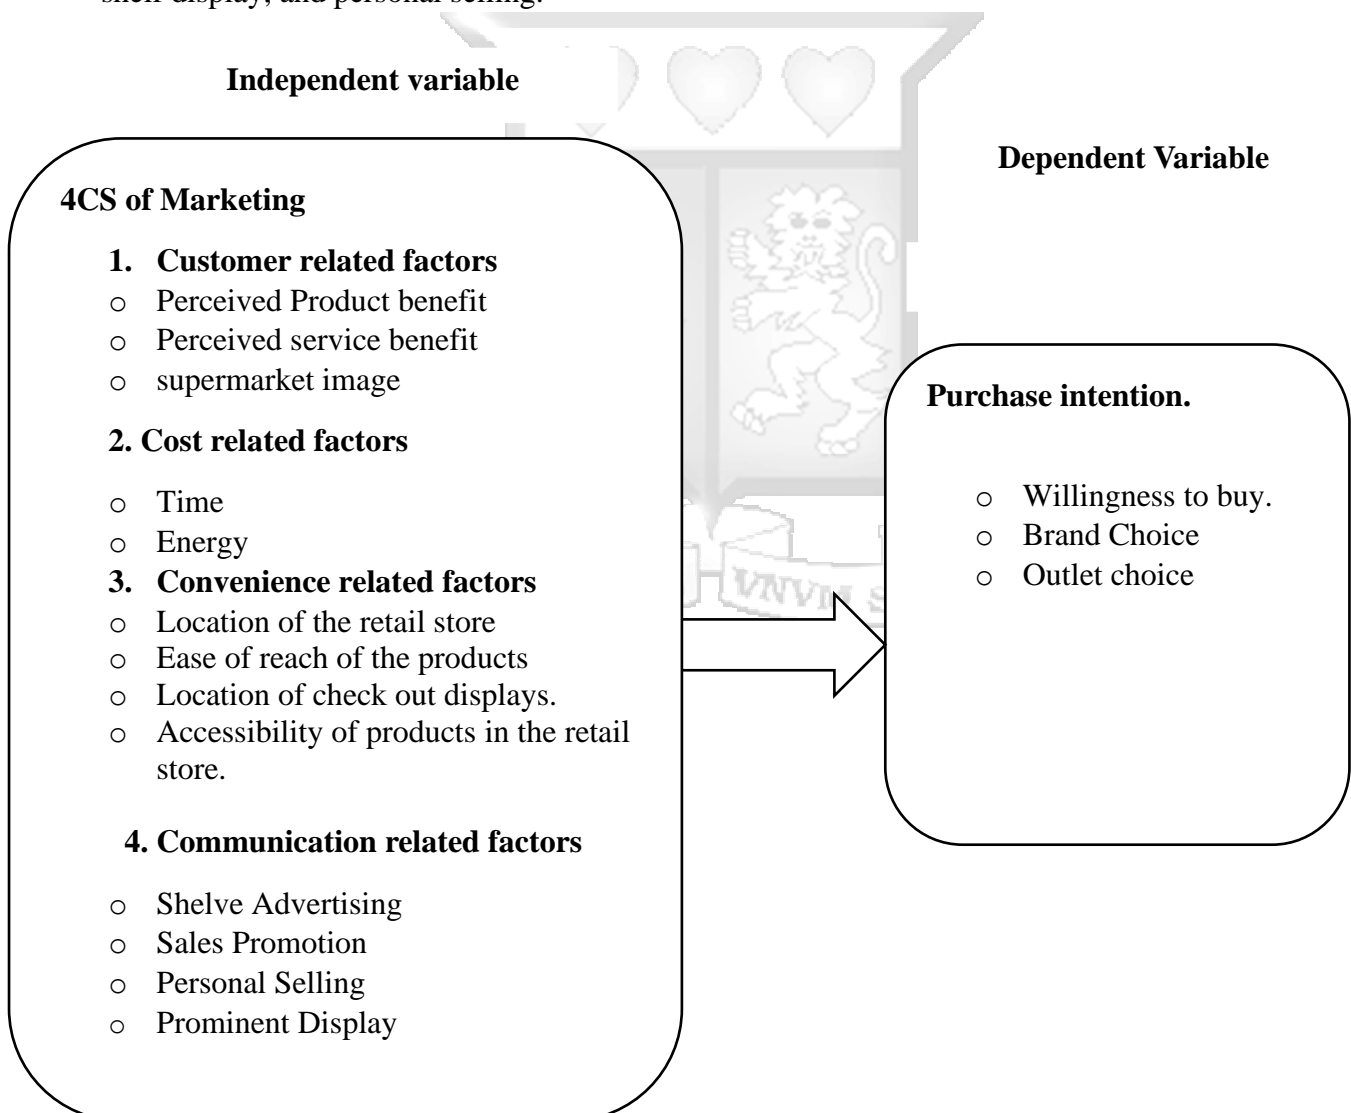 shelf display, and personal selling.
Independent variable
Dependent Variable
4CS of Marketing
1. Customer related factors
o Perceived Product benefit
o Perceived service benefit
o supermarket image
2. Cost related factors
o Time
o Energy
3. Convenience related factors
o Location of the retail store
o Ease of reach of the products
o Location of check out displays.
o Accessibility of products in the retail
store.
4. Communication related factors
o Shelve Advertising
o Sales Promotion
o Personal Selling
o Prominent Display
Purchase intention.
o Willingness to buy.
o Brand Choice
o Outlet choice
VNVM S